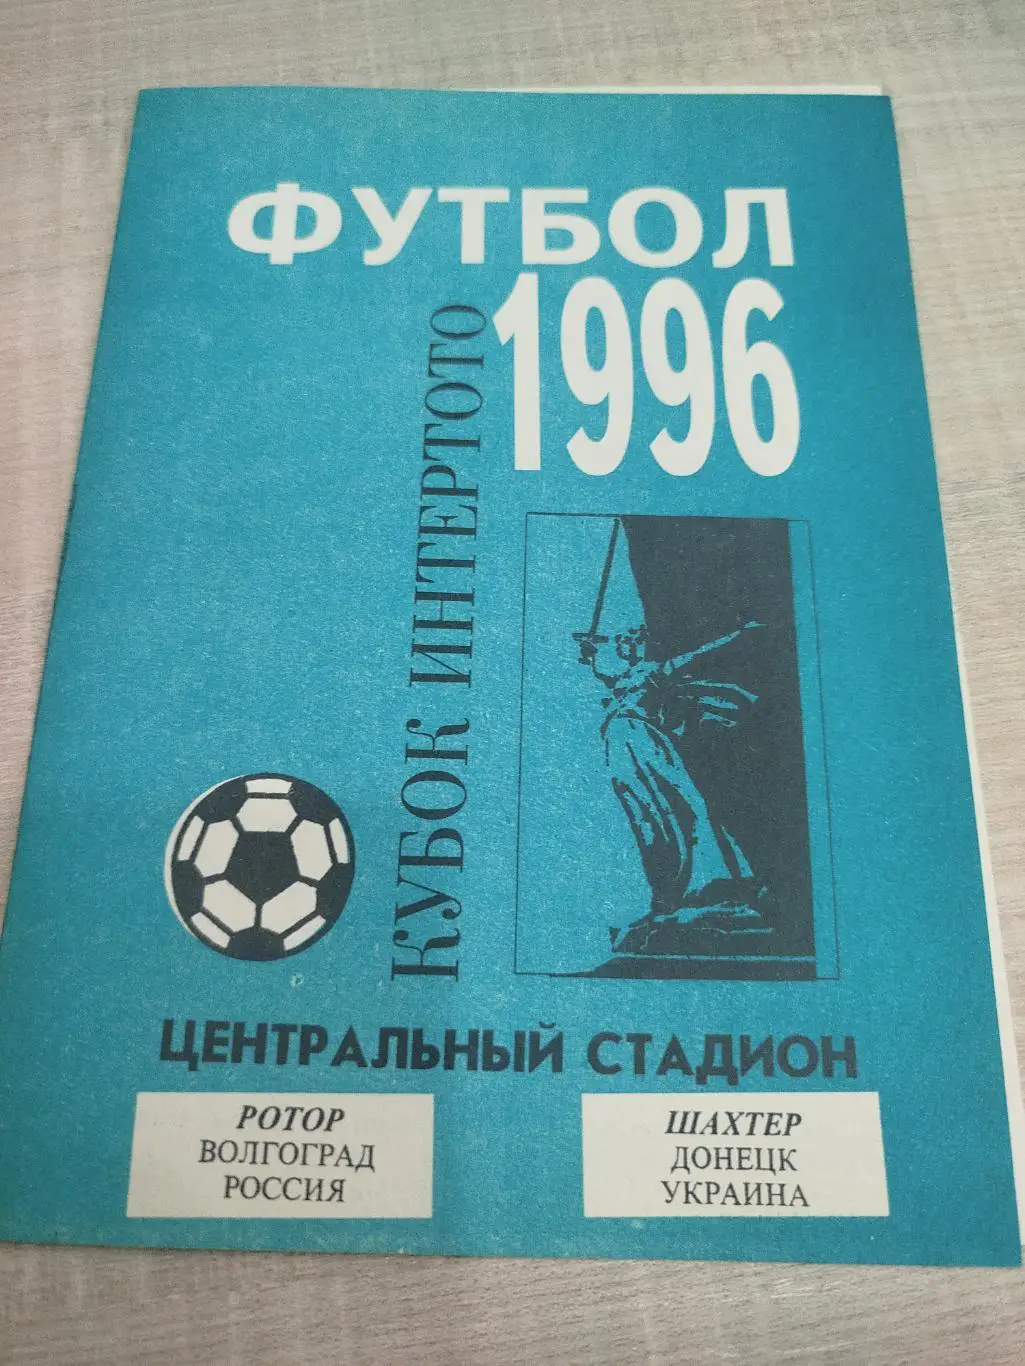 ФУТБОЛ
1996
КУБОК ИНТЕРТОТО
ЦЕНТРАЛЬНЫЙ СТАДИОН
РОТОР
ВОЛГОГРАД
РОССИЯ
ШАХТЕР
ДОНЕЦК
УКРАИНА